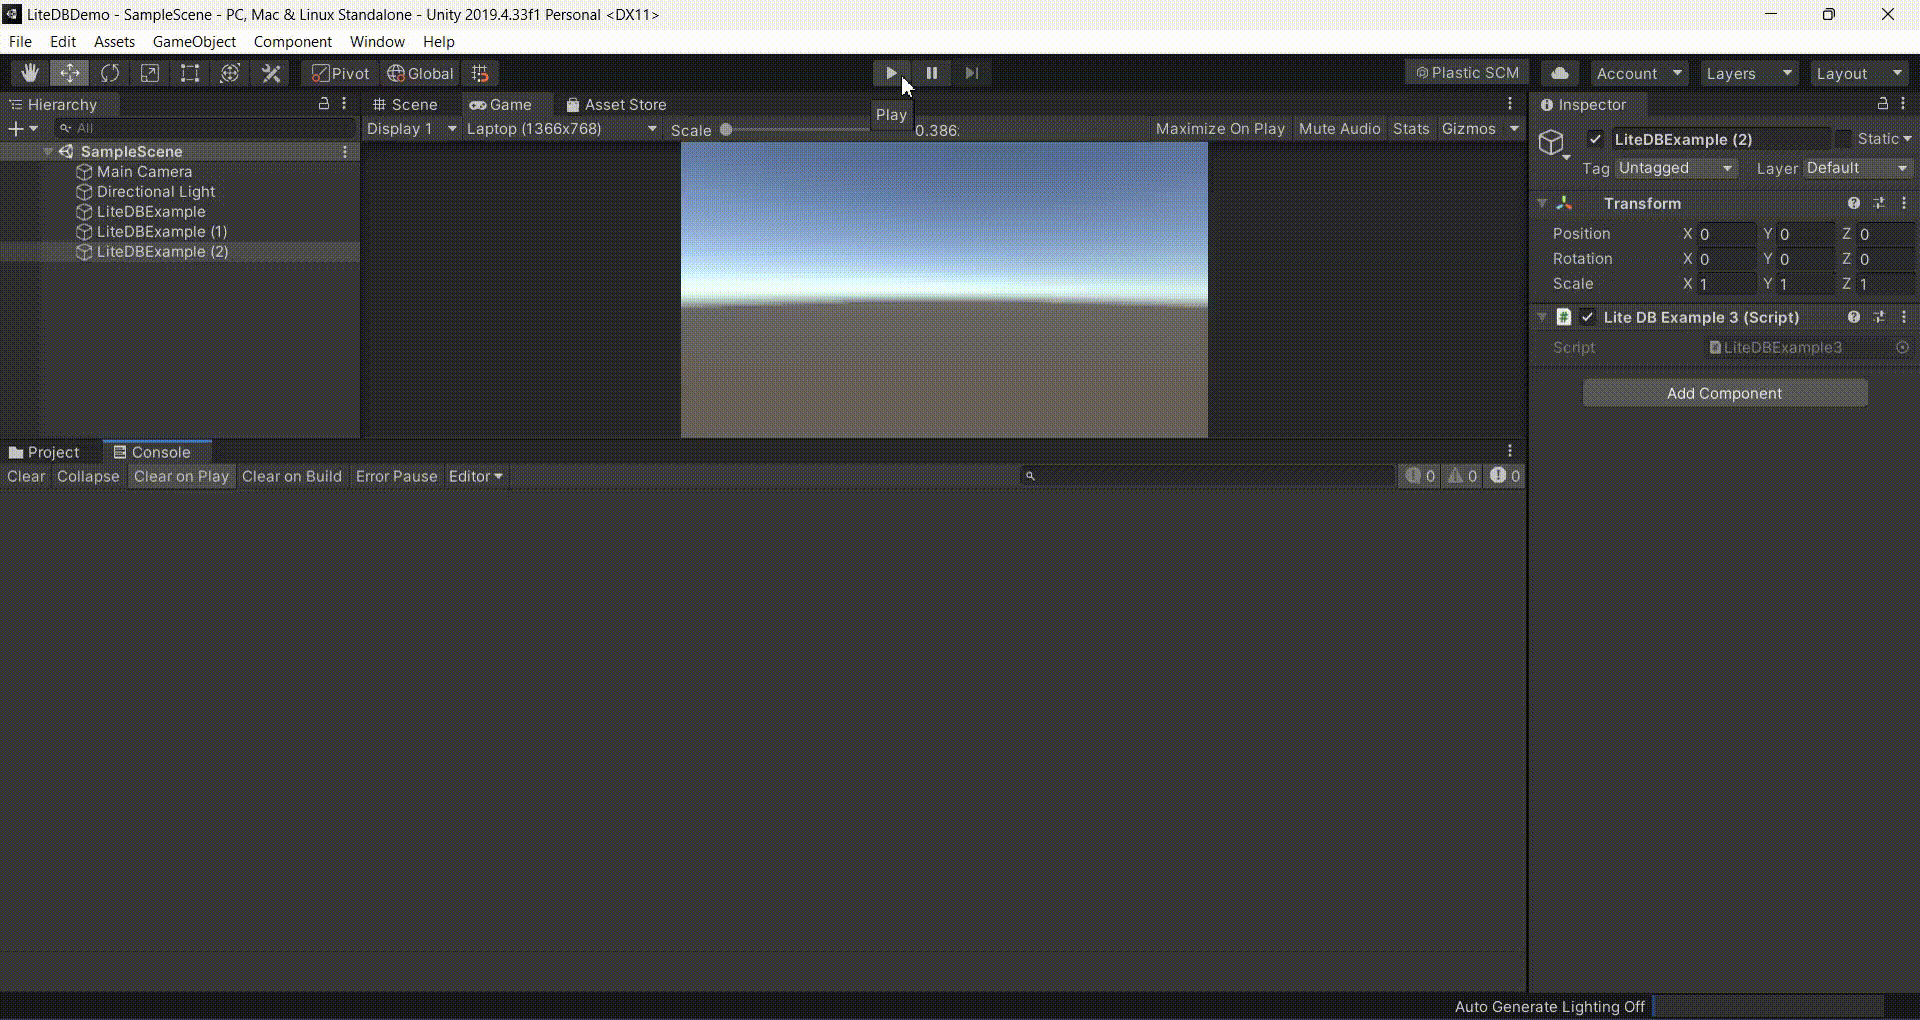 LiteDBDemo - SampleScene - PC, Mac & Linux Standalone - Unity 2019.4.33f1 Personal <DX11>
File Edit Assets GameObject Component Window Help
Pivot Global Plastic SCM Account Layers Layout
Hierarchy
All
SampleScene
Main Camera
Directional Light
LiteDBExample
LiteDBExample (1)
LiteDBExample (2)
Scene Game Asset Store
Display 1 Laptop (1366x768) Scale 0.386: Maximize On Play Mute Audio Stats Gizmos
Play
Inspector
LiteDBExample (2) Static
Tag Untagged Layer Default
Transform
Position X 0 Y 0 Z 0
Rotation X 0 Y 0 Z 0
Scale X 1 Y 1 Z 1
Lite DB Example 3 (Script)
Script LiteDBExample3
Add Component
Project Console
Clear Collapse Clear on Play Clear on Build Error Pause Editor 0 0 0
Auto Generate Lighting Off